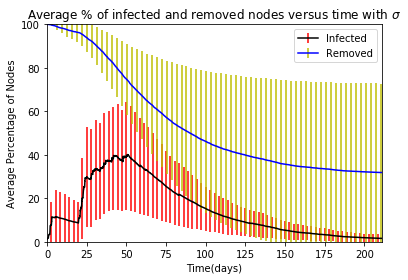 Average % of infected and removed nodes versus time with σ
100
80
60
40
20
0
Average Percentage of Nodes
Infected
Removed
0 25 50 75 100 125 150 175 200
Time(days)